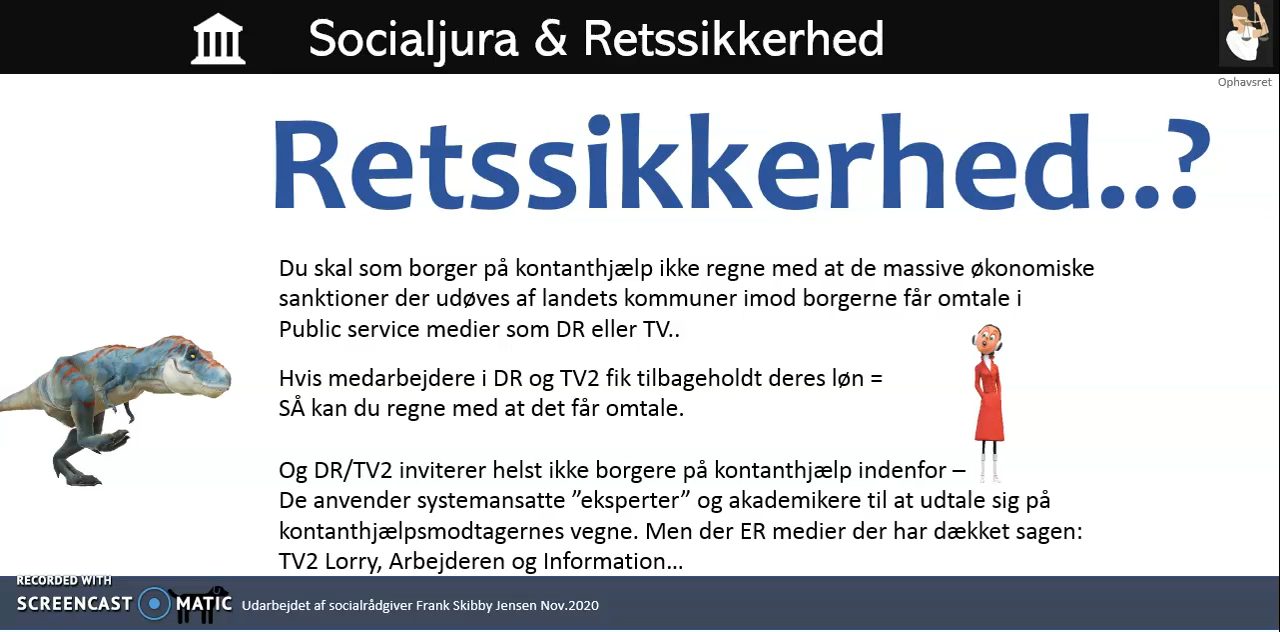 Socialjura & Retssikkerhed
Ophavsret
Retssikkerhed..?
Du skal som borger på kontanthjælp ikke regne med at de massive økonomiske
sanktioner der udøves af landets kommuner imod borgerne får omtale i
Public service medier som DR eller TV..
Hvis medarbejdere i DR og TV2 fik tilbageholdt deres løn =
SÅ kan du regne med at det får omtale.
Og DR/TV2 inviterer helst ikke borgere på kontanthjælp indenfor –
De anvender systemansatte ”eksperter” og akademikere til at udtale sig på
kontanthjælpsmodtagernes vegne. Men der ER medier der har dækket sagen:
TV2 Lorry, Arbejderen og Information...
RECORDED WITH
SCREENCAST MATIC
Udarbejdet af socialrådgiver Frank Skibby Jensen Nov.2020